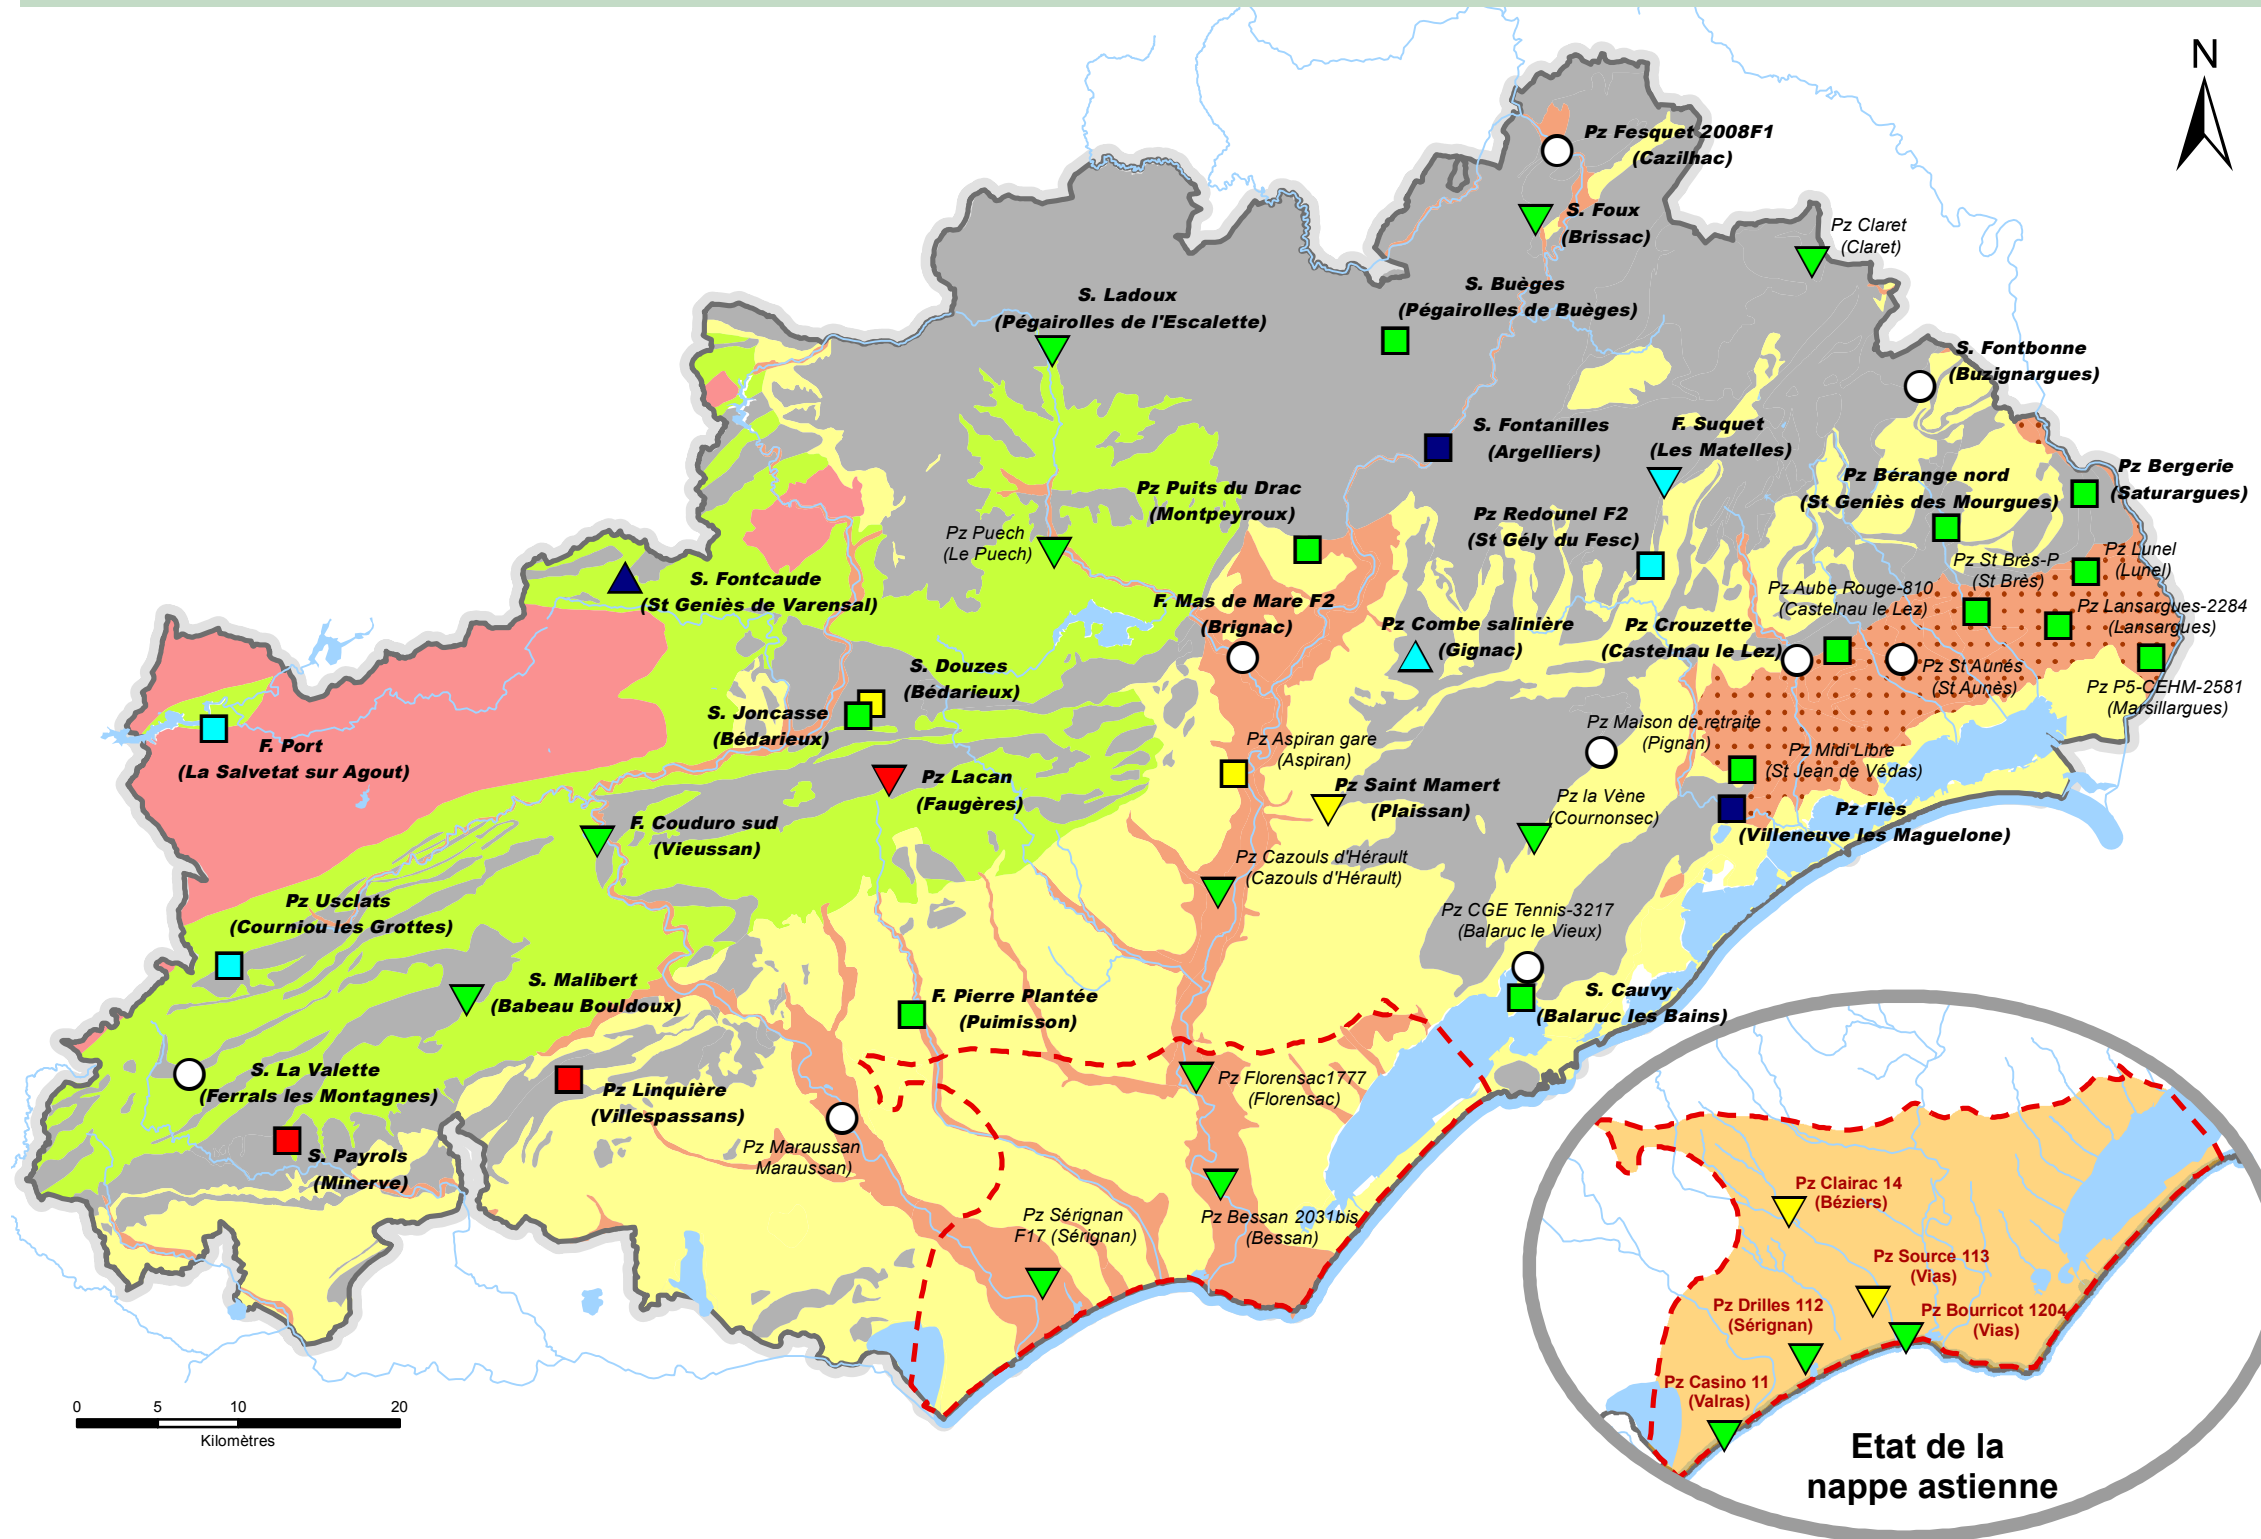 N
Pz Fesquet 2008F1
(Cazilhac)
S. Foux
(Brissac)
Pz Claret
(Claret)
S. Buèges
(Pégairolles de Buèges)
S. Ladoux
(Pégairolles de l'Escalette)
S. Fontbonne
(Buzignargues)
S. Fontanilles
(Argelliers)
F. Suquet
(Les Matelles)
Pz Bérange nord
(St Geniès des Mourgues)
Pz Bergerie
(Saturargues)
Pz Puits du Drac
(Montpeyroux)
Pz Redounel F2
(St Gély du Fesc)
Pz Puech
(Le Puech)
Pz St Brès-P
(St Brès)
Pz Lunel
(Lunel)
S. Fontcaude
(St Geniès de Varensal)
Pz Aube Rouge-810
(Castelnau le Lez)
F. Mas de Mare F2
(Brignac)
Pz Lansargues-2284
(Lansargues)
Pz Combe salinière
(Gignac)
Pz Crouzette
(Castelnau le Lez)
S. Douzes
(Bédarieux)
Pz St Aunés
(St Aunès)
Pz P5-CEHM-2581
(Marsillargues)
S. Joncasse
(Bédarieux)
Pz Maison de retraite
(Pignan)
F. Port
(La Salvetat sur Agout)
Pz Aspiran gare
(Aspiran)
Pz Midi Libre
(St Jean de Védas)
Pz Lacan
(Faugères)
Pz Saint Mamert
(Plaissan)
Pz la Vène
(Cournonsec)
Pz Flès
(Villeneuve les Maguelone)
F. Couduro sud
(Vieussan)
Pz Cazouls d'Hérault
(Cazouls d'Hérault)
Pz Usclats
(Courniou les Grottes)
Pz CGE Tennis-3217
(Balaruc le Vieux)
S. Malibert
(Babeau Bouldoux)
F. Pierre Plantée
(Puimisson)
S. Cauvy
(Balaruc les Bains)
S. La Valette
(Ferrals les Montagnes)
Pz Linquière
(Villespassans)
Pz Florensac1777
(Florensac)
S. Payrols
(Minerve)
Pz Maraussan
Maraussan)
Pz Sérignan
F17 (Sérignan)
Pz Bessan 2031bis
(Bessan)
Pz Clairac 14
(Béziers)
Pz Source 113
(Vias)
Pz Drilles 112
(Sérignan)
Pz Bourricot 1204
(Vias)
Pz Casino 11
(Valras)
0 5 10 20
Kilomètres
Etat de la
nappe astienne